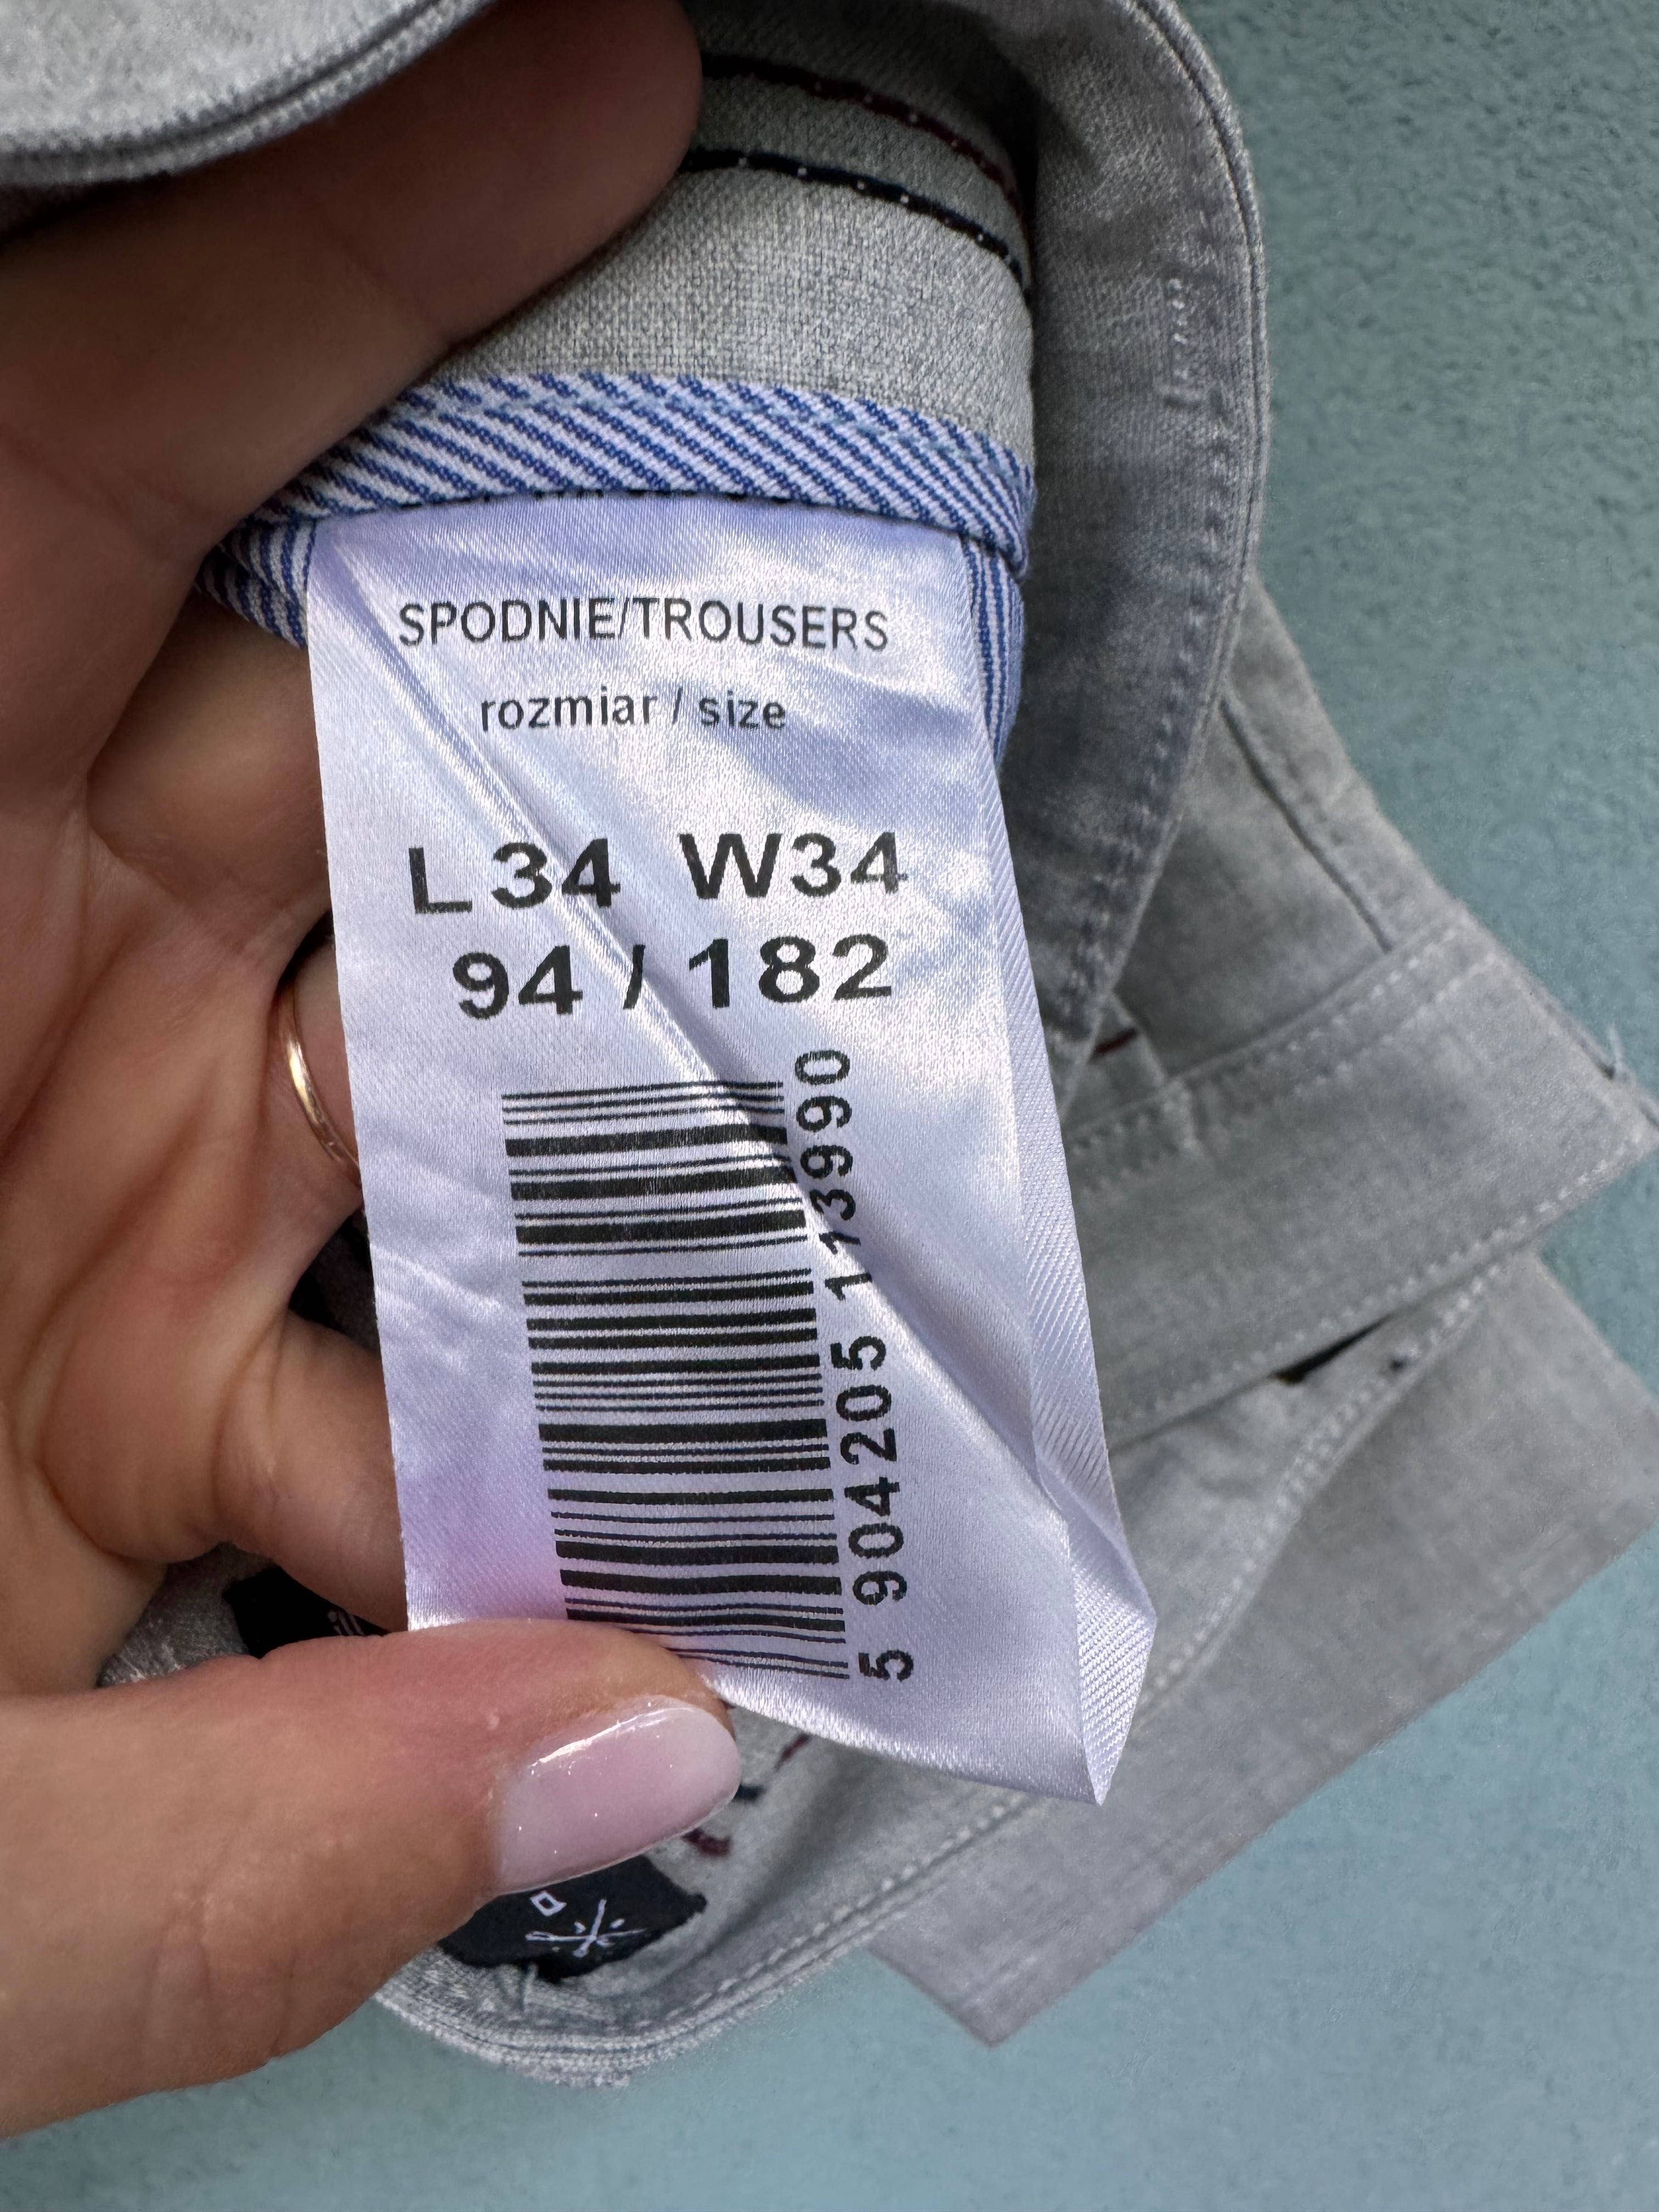 SPODNIE/TROUSERS
rozmiar / size
L34 W34
94 / 182
5 904205 113990